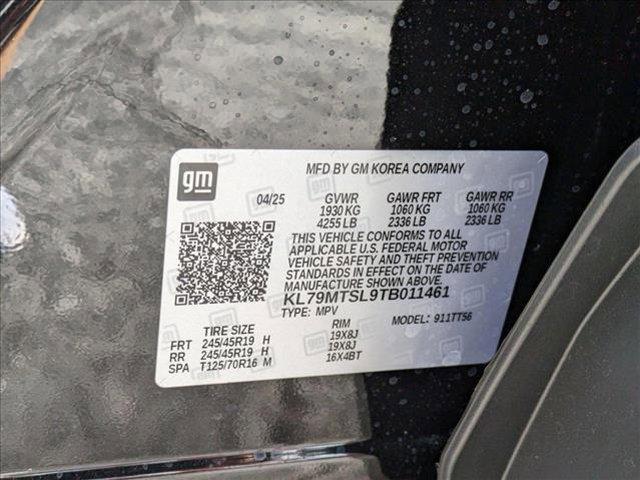 gm
MFD BY GM KOREA COMPANY
04/25 GVWR GAWR FRT GAWR RR
1930 KG 1060 KG 1060 KG
4255 LB 2336 LB 2336 LB
THIS VEHICLE CONFORMS TO ALL
APPLICABLE U.S. FEDERAL MOTOR
VEHICLE SAFETY AND THEFT PREVENTION
STANDARDS IN EFFECT ON THE DATE OF
MANUFACTURE SHOWN ABOVE.
KL79MTSL9TB011461
TYPE: MPV MODEL: 911TT56
TIRE SIZE RIM
FRT 245/45R19 H 19X8J
RR 245/45R19 H 19X8J
SPA T125/70R16 M 16X4BT